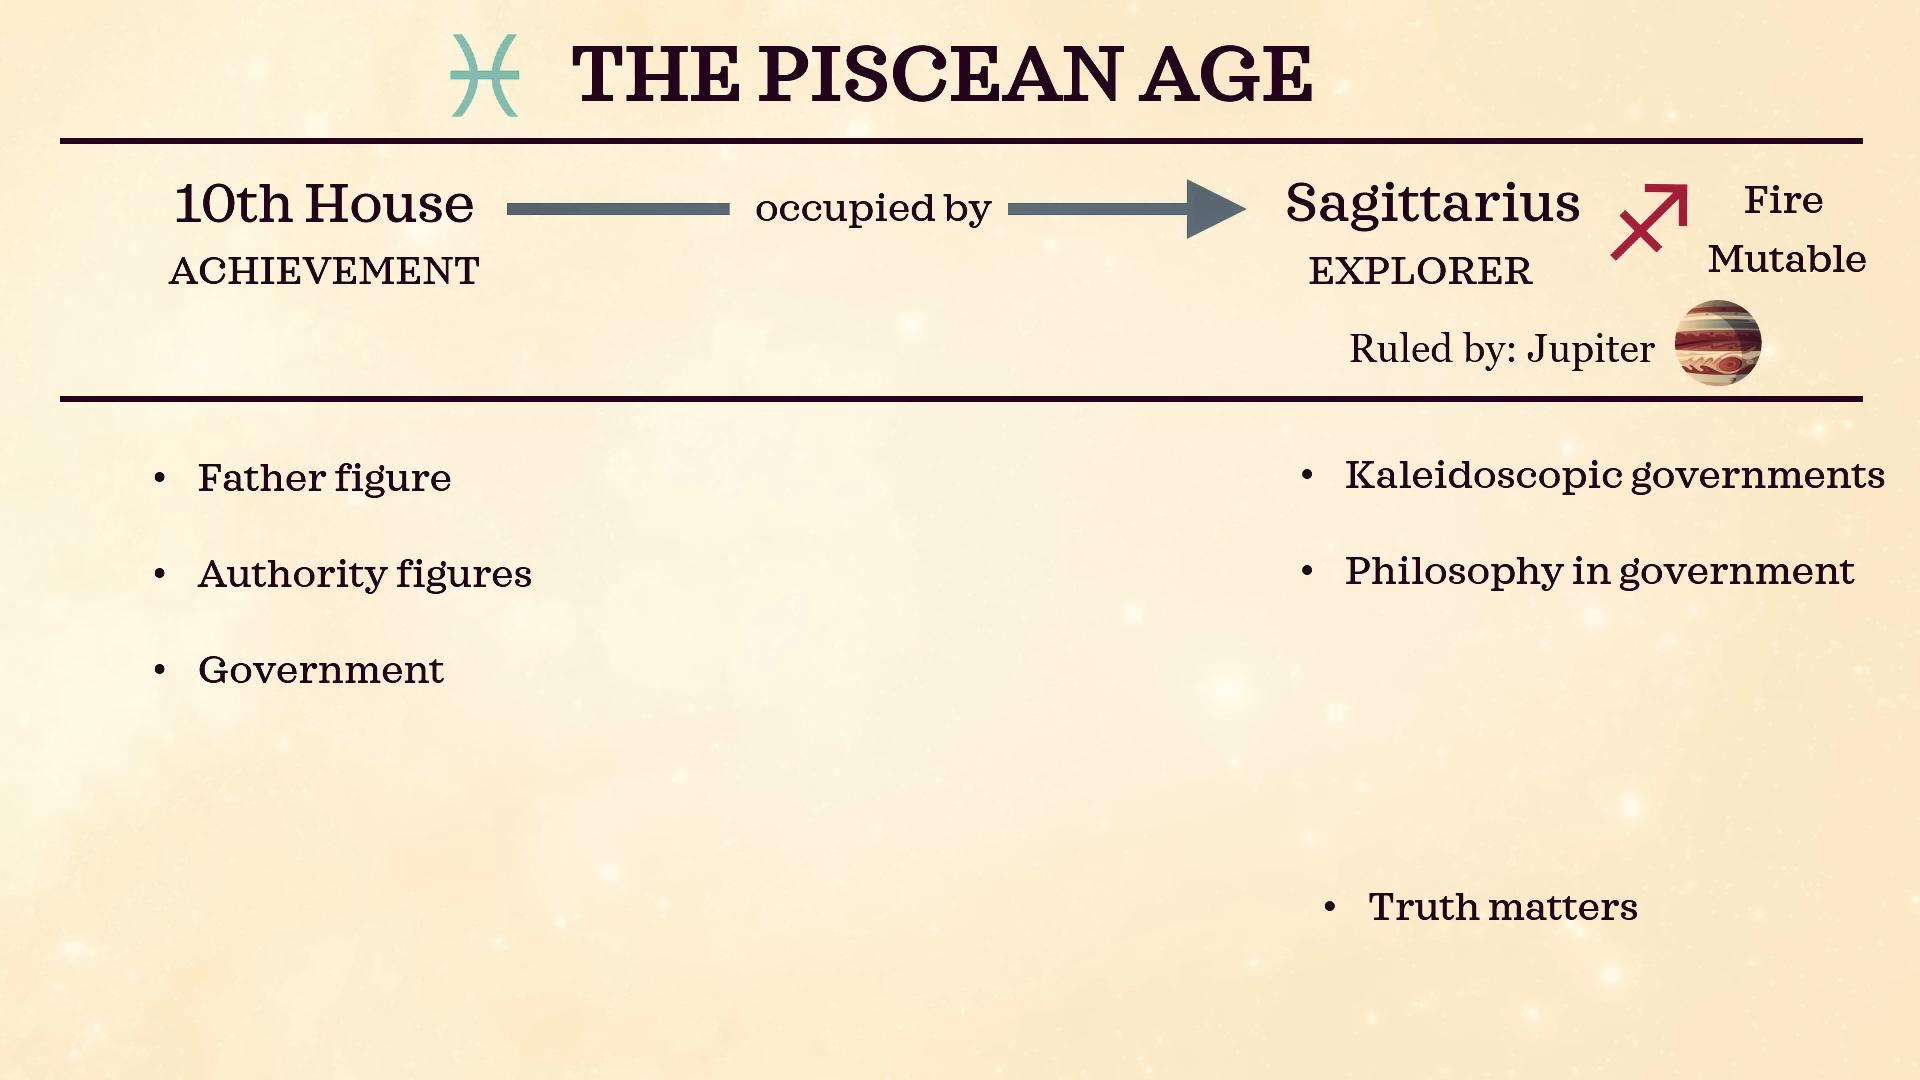 THE PISCEAN AGE
10th House occupied by Sagittarius Fire
ACHIEVEMENT EXPLORER Mutable
Ruled by: Jupiter
• Father figure
• Authority figures
• Government
• Kaleidoscopic governments
• Philosophy in government
• Truth matters